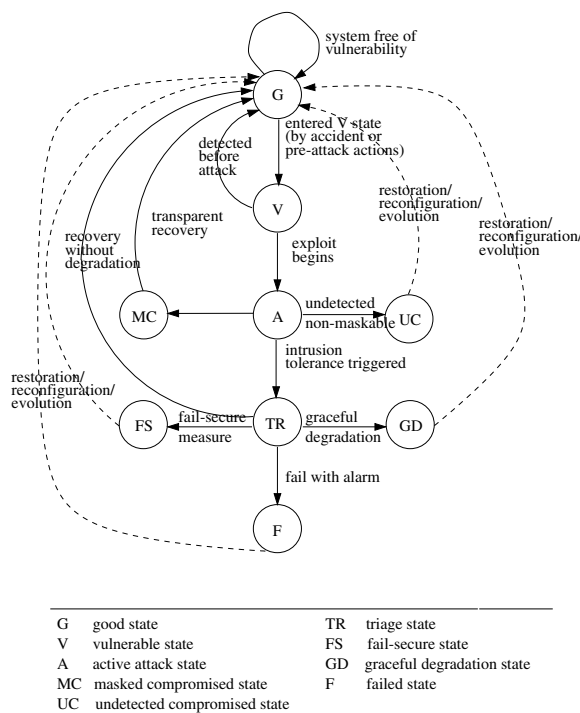 system free of
vulnerability
G
entered V state
(by accident or
pre-attack actions)
detected
before
attack
V
restoration/
reconfiguration/
evolution
restoration/
reconfiguration/
evolution
transparent
recovery
recovery
without
degradation
exploit
begins
MC
A
undetected
non-maskable
UC
intrusion
tolerance triggered
restoration/
reconfiguration/
evolution
FS
fail-secure
measure
TR
graceful
degradation
GD
fail with alarm
F
G good state
V vulnerable state
A active attack state
MC masked compromised state
UC undetected compromised state
TR triage state
FS fail-secure state
GD graceful degradation state
F failed state